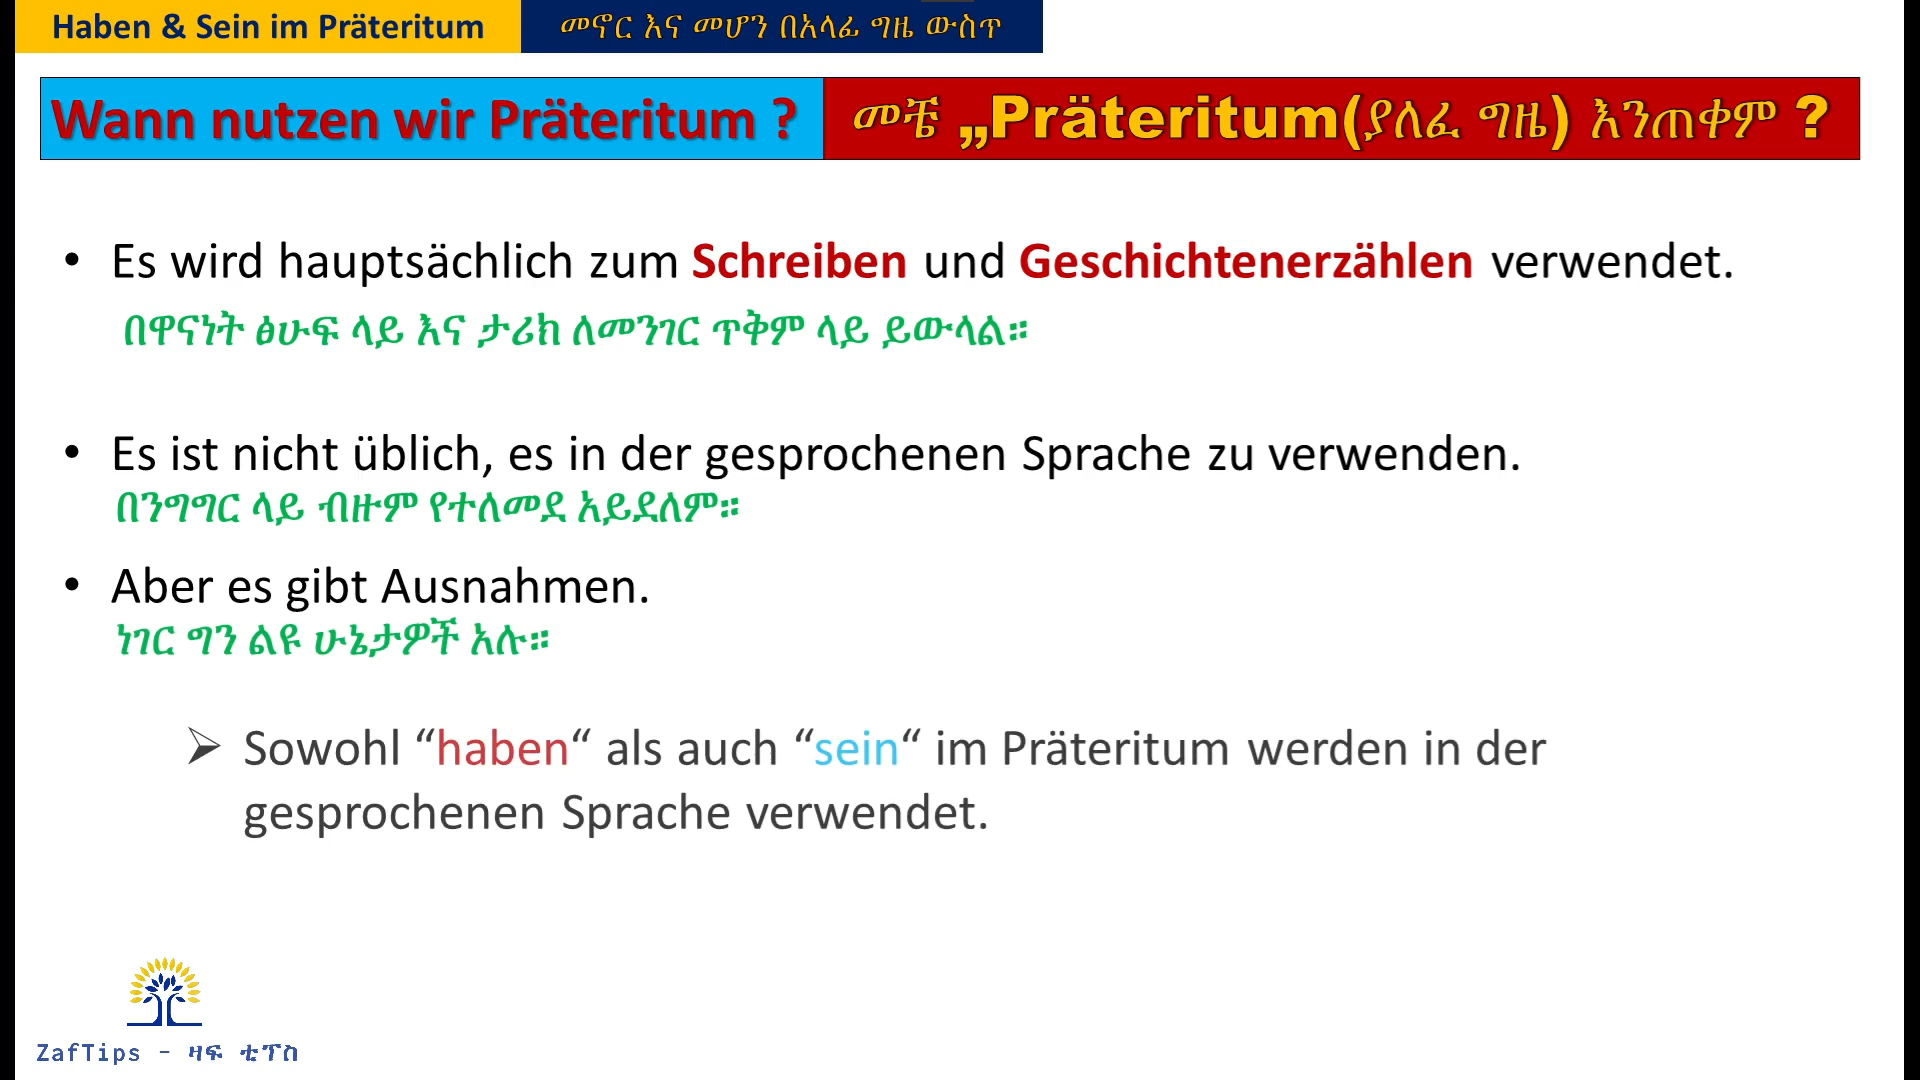 Haben & Sein im Präteritum
መኖር እና መሆን በአላፊ ግዜ ውስጥ
Wann nutzen wir Präteritum ?
መቼ „Präteritum(ያለፈ ግዜ) እንጠቀም ?
• Es wird hauptsächlich zum Schreiben und Geschichtenerzählen verwendet.
በዋናነት ፅሁፍ ላይ እና ታሪክ ለመንገር ጥቅም ላይ ይውላል።
• Es ist nicht üblich, es in der gesprochenen Sprache zu verwenden.
በንግግር ላይ ብዙም የተለመደ አይደለም።
• Aber es gibt Ausnahmen.
ነገር ግን ልዩ ሁኔታዎች አሉ።
➢ Sowohl “haben“ als auch “sein“ im Präteritum werden in der
gesprochenen Sprache verwendet.
ZafTips - ዛፍ ቲፕስ